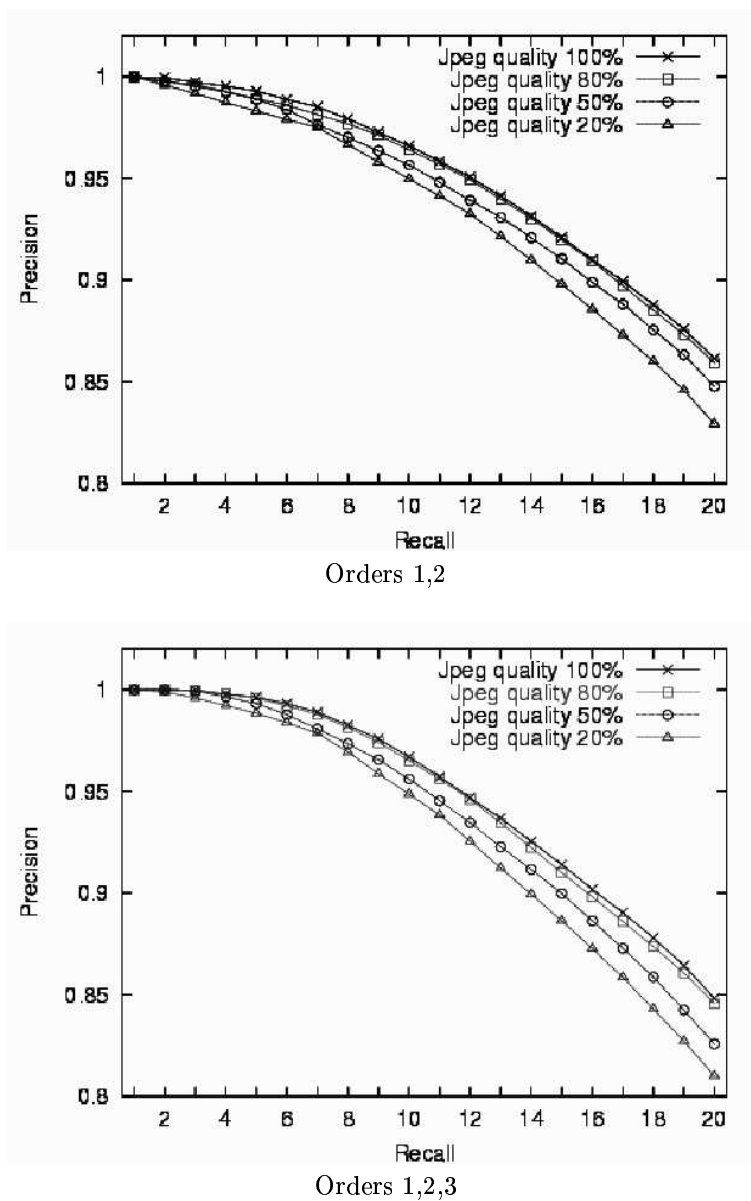 Jpeg quality 100%
1
Jpeg quality 80%
Jpeg quality 50%
Jpeg quality 20%
0.95
Precision
0.9
0.85
0.8
2 4 6 8 10 12 14 16 18 20
Recall
Orders 1,2
Jpeg quality 100%
1
Jpeg quality 80%
Jpeg quality 50%
Jpeg quality 20%
0.95
Precision
0.9
0.85
0.8
2 4 6 8 10 12 14 16 18 20
Recall
Orders 1,2,3